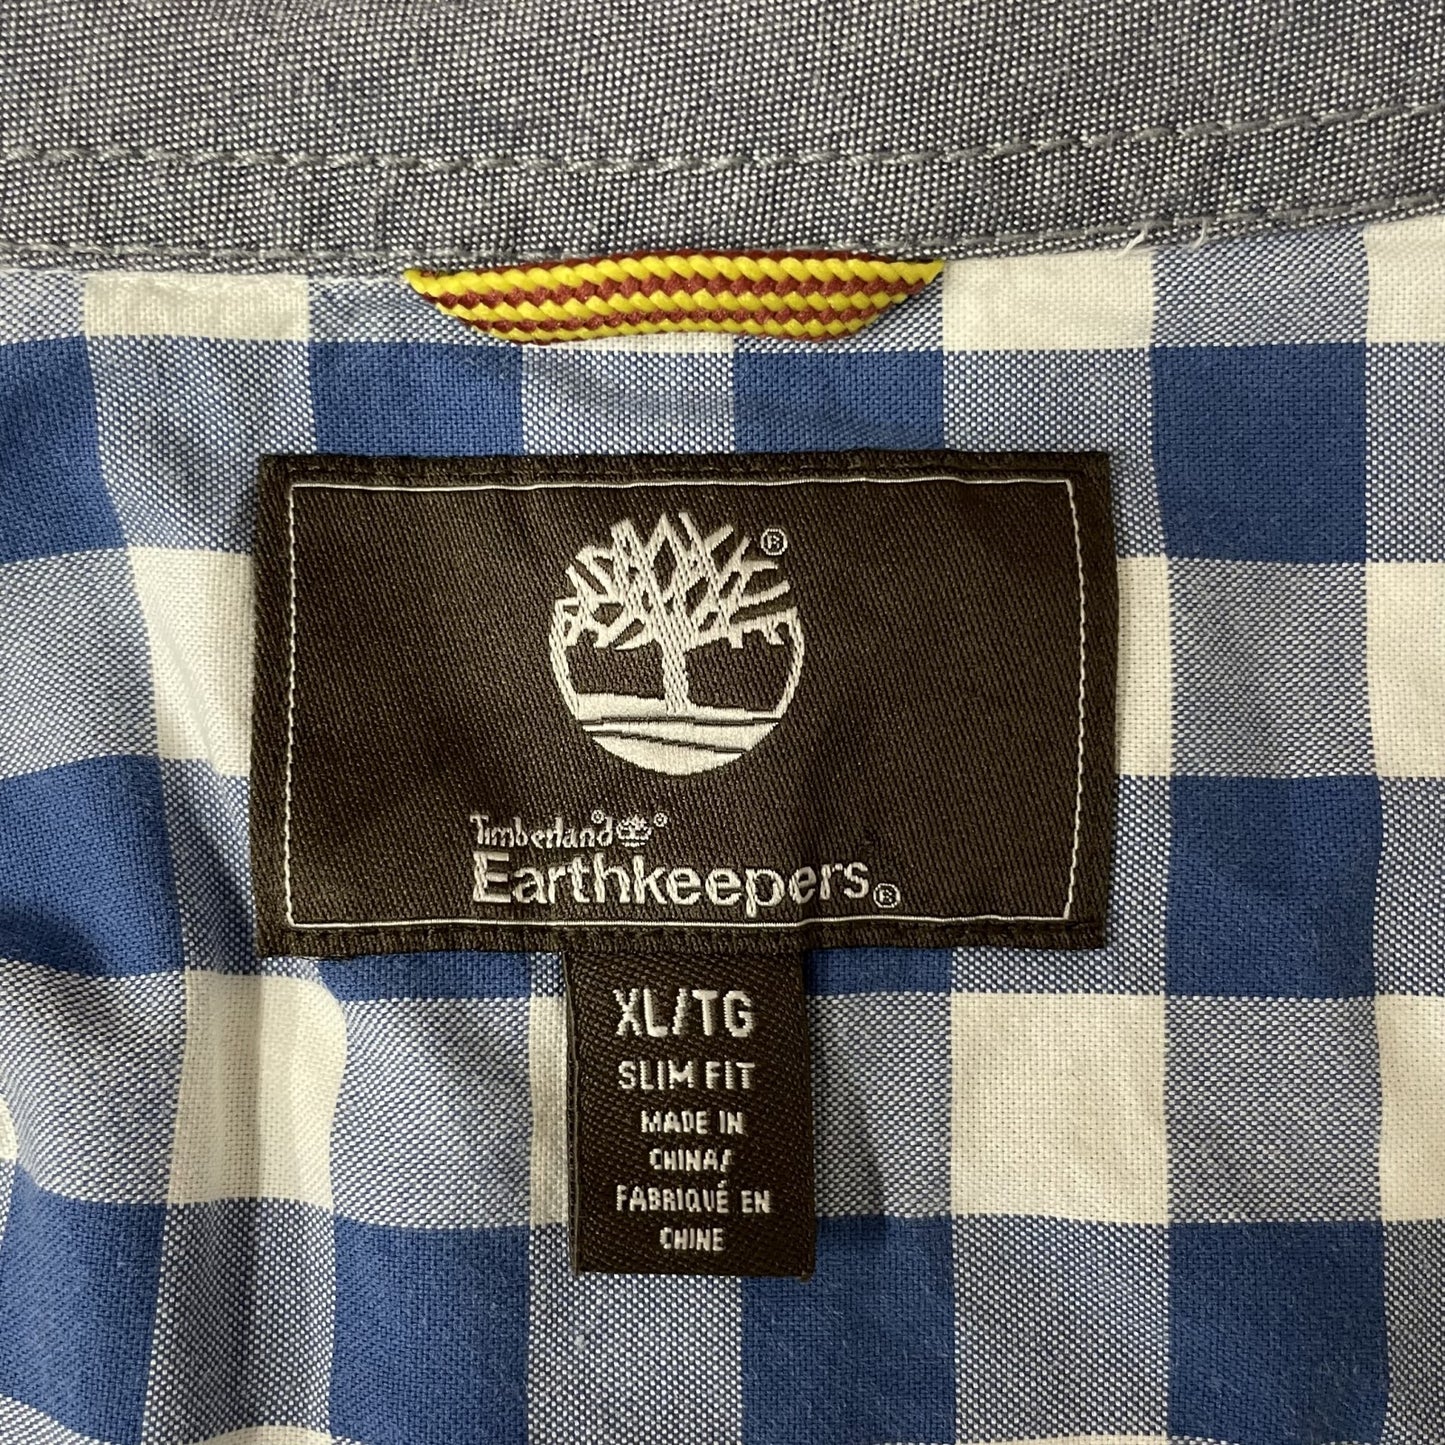 ®
Timberland® ®
Earthkeepers®
XL/TG
SLIM FIT
MADE IN
CHINA/
FABRIQUÉ EN
CHINE